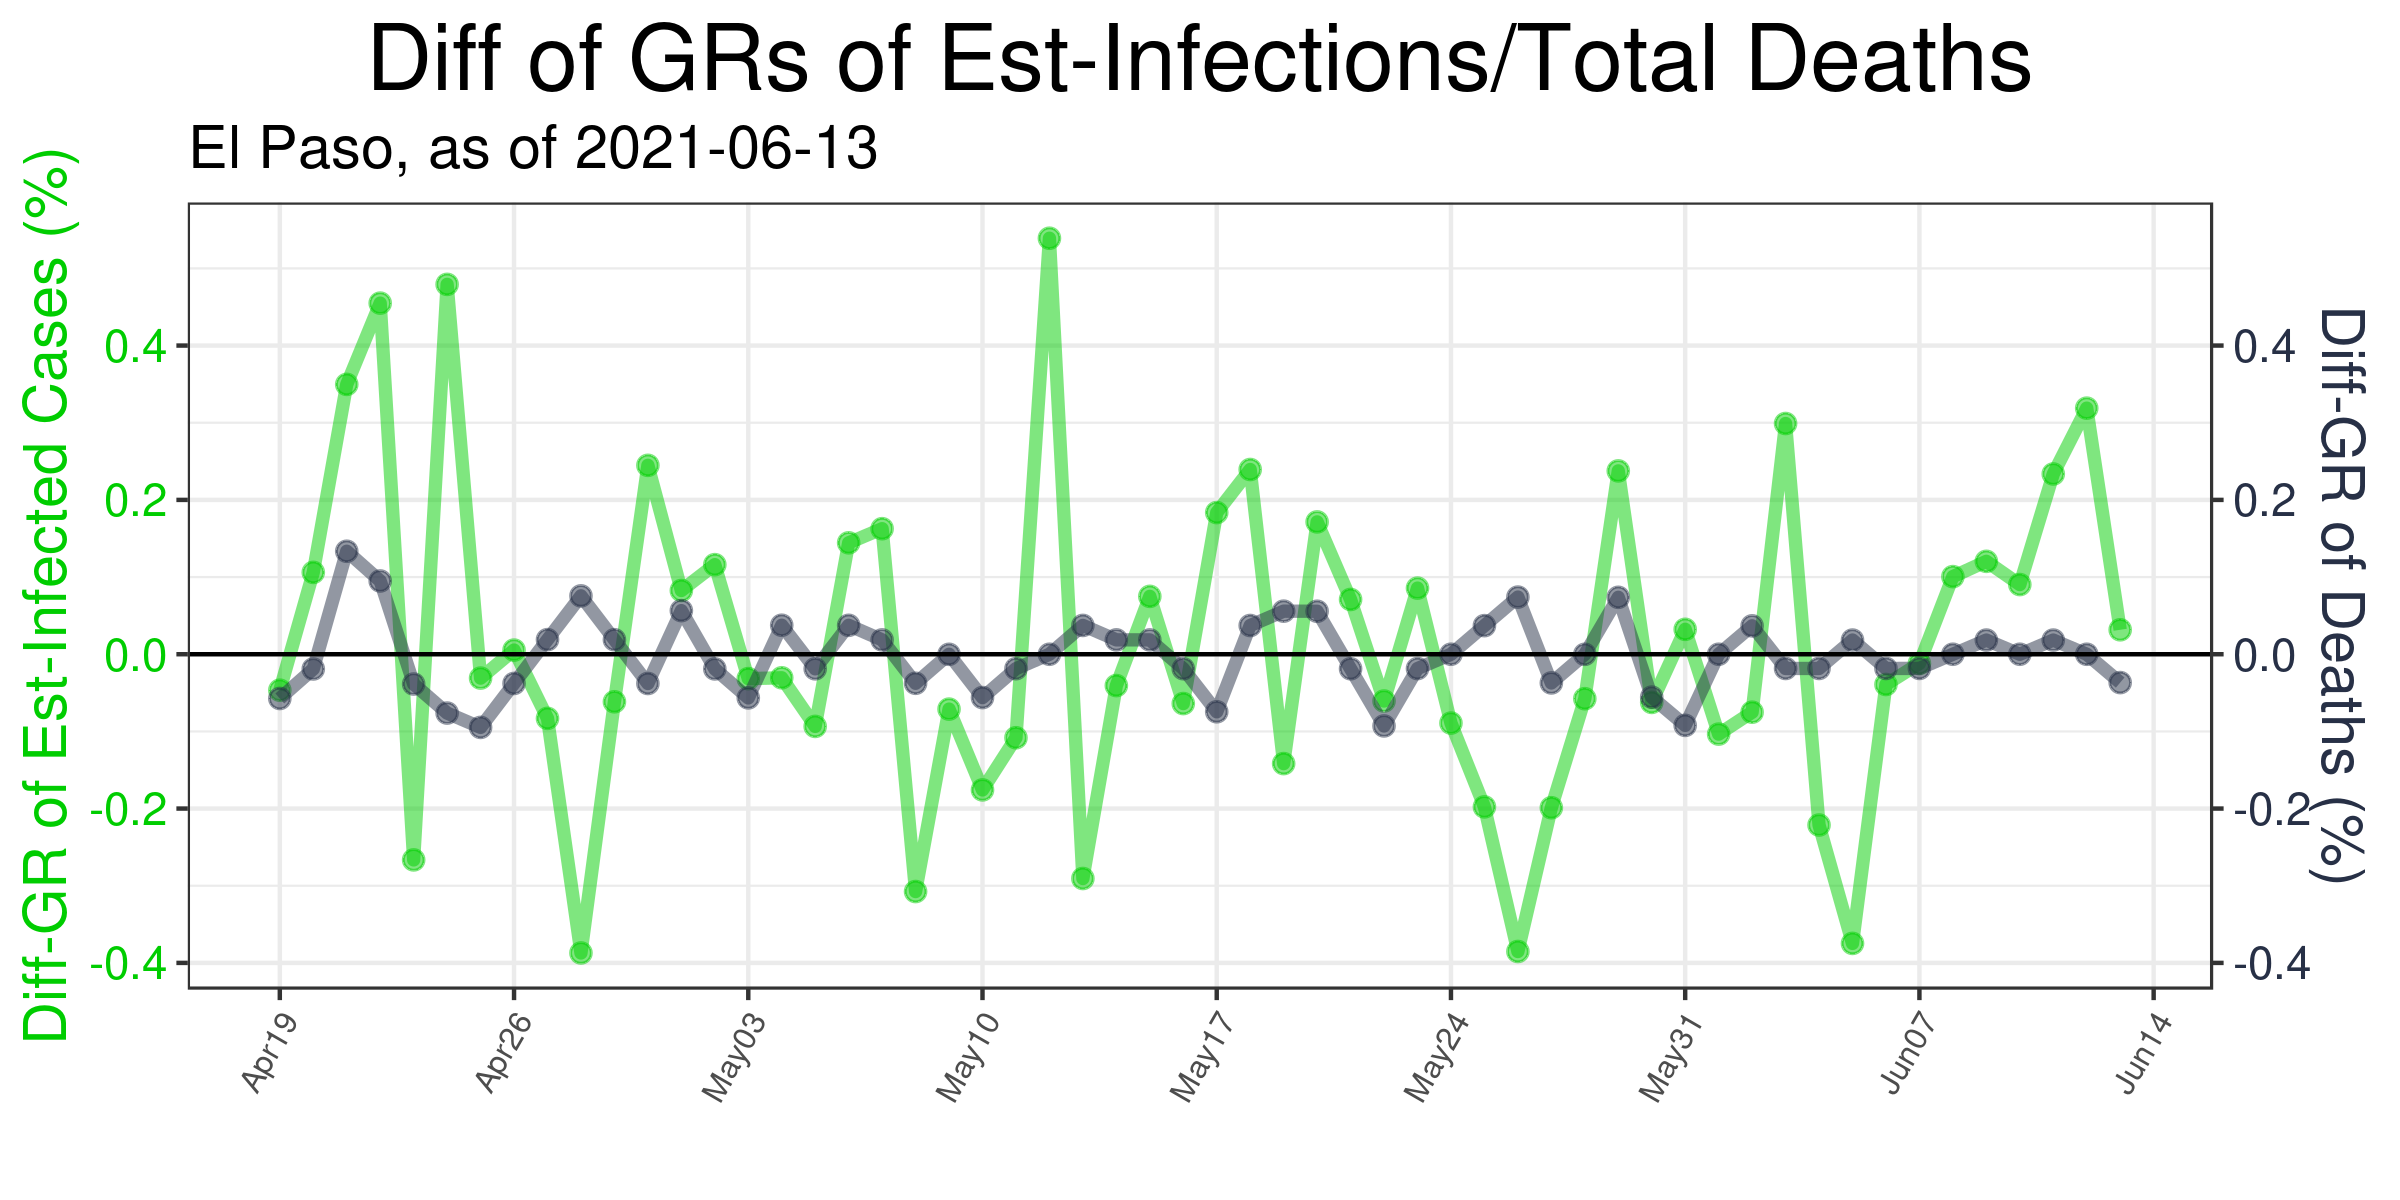 Diff of GRs of Est-Infections/Total Deaths
El Paso, as of 2021-06-13
Diff-GR of Est-Infected Cases (%)
0.4
0.2
0.0
-0.2
-0.4
0.4
0.2
0.0
-0.2
-0.4
Diff-GR of Deaths (%)
Apr19
Apr26
May03
May10
May17
May24
May31
Jun07
Jun14